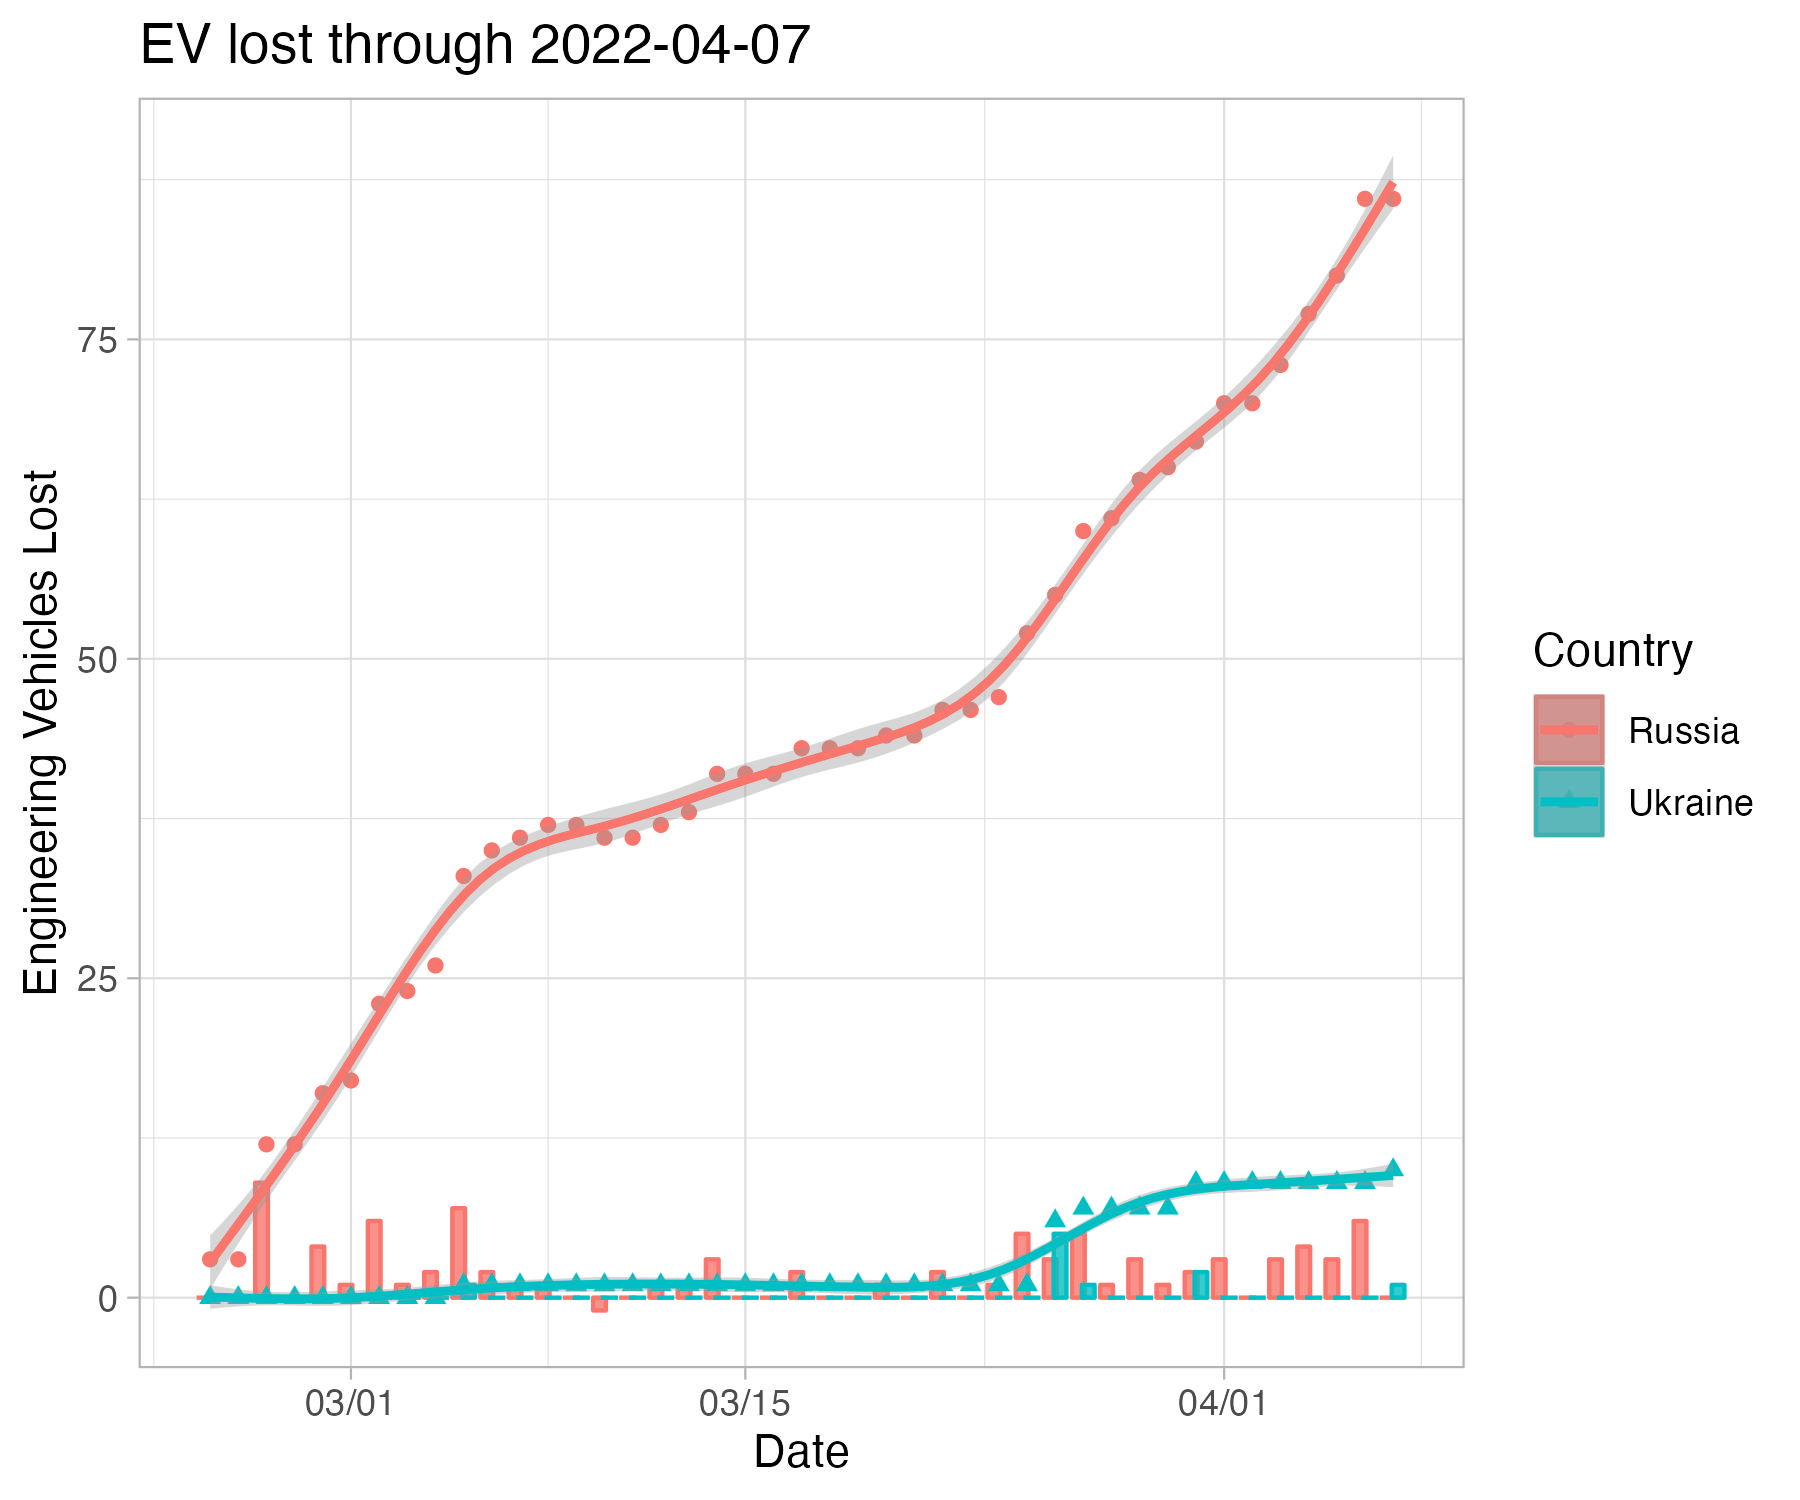 EV lost through 2022-04-07
Engineering Vehicles Lost
75
50
25
0
03/01
03/15
04/01
Date
Country
Russia
Ukraine